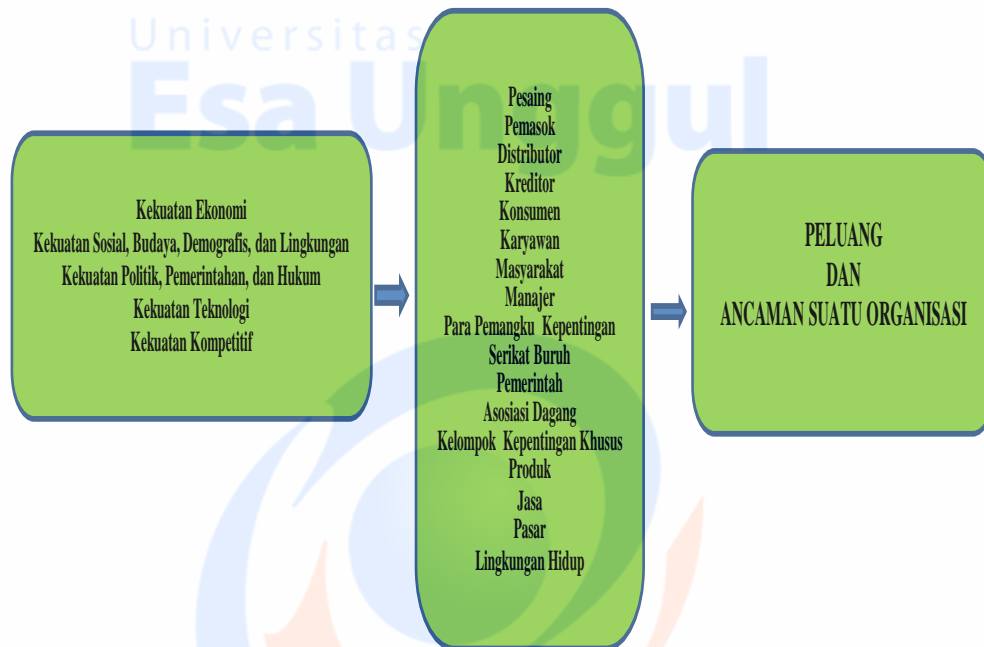 Universitas
Esa Unggul
Kekuatan Ekonomi
Kekuatan Sosial, Budaya, Demografis, dan Lingkungan
Kekuatan Politik, Pemerintahan, dan Hukum
Kekuatan Teknologi
Kekuatan Kompetitif
Pesaing
Pemasok
Distributor
Kreditor
Konsumen
Karyawan
Masyarakat
Manajer
Para Pemangku Kepentingan
Serikat Buruh
Pemerintah
Asosiasi Dagang
Kelompok Kepentingan Khusus
Produk
Jasa
Pasar
Lingkungan Hidup
PELUANG
DAN
ANCAMAN SUATU ORGANISASI